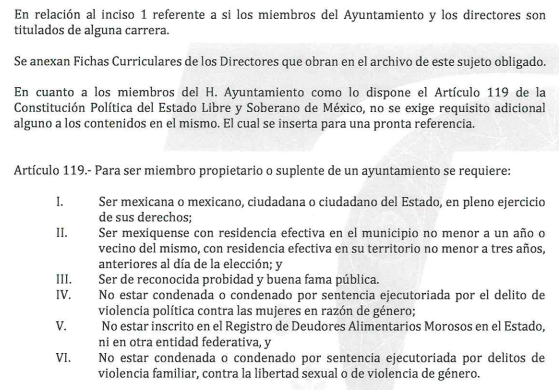 En relación al inciso 1 referente a si los miembros del Ayuntamiento y los directores son
titulados de alguna carrera.
Se anexan Fichas Curriculares de los Directores que obran en el archivo de este sujeto obligado.
En cuanto a los miembros del H. Ayuntamiento como lo dispone el Artículo 119 de la
Constitución Política del Estado Libre y Soberano de México, no se exige requisito adicional
alguno a los contenidos en el mismo. El cual se inserta para una pronta referencia.
Artículo 119.- Para ser miembro propietario o suplente de un ayuntamiento se requiere:
I. Ser mexicana o mexicano, ciudadana o ciudadano del Estado, en pleno ejercicio
de sus derechos;
II. Ser mexiquense con residencia efectiva en el municipio no menor a un año o
vecino del mismo, con residencia efectiva en su territorio no menor a tres años,
anteriores al día de la elección; y
III. Ser de reconocida probidad y buena fama pública.
IV. No estar condenada o condenado por sentencia ejecutoriada por el delito de
violencia política contra las mujeres en razón de género;
V. No estar inscrito en el Registro de Deudores Alimentarios Morosos en el Estado,
ni en otra entidad federativa, y
VI. No estar condenada o condenado por sentencia ejecutoriada por delitos de
violencia familiar, contra la libertad sexual o de violencia de género.